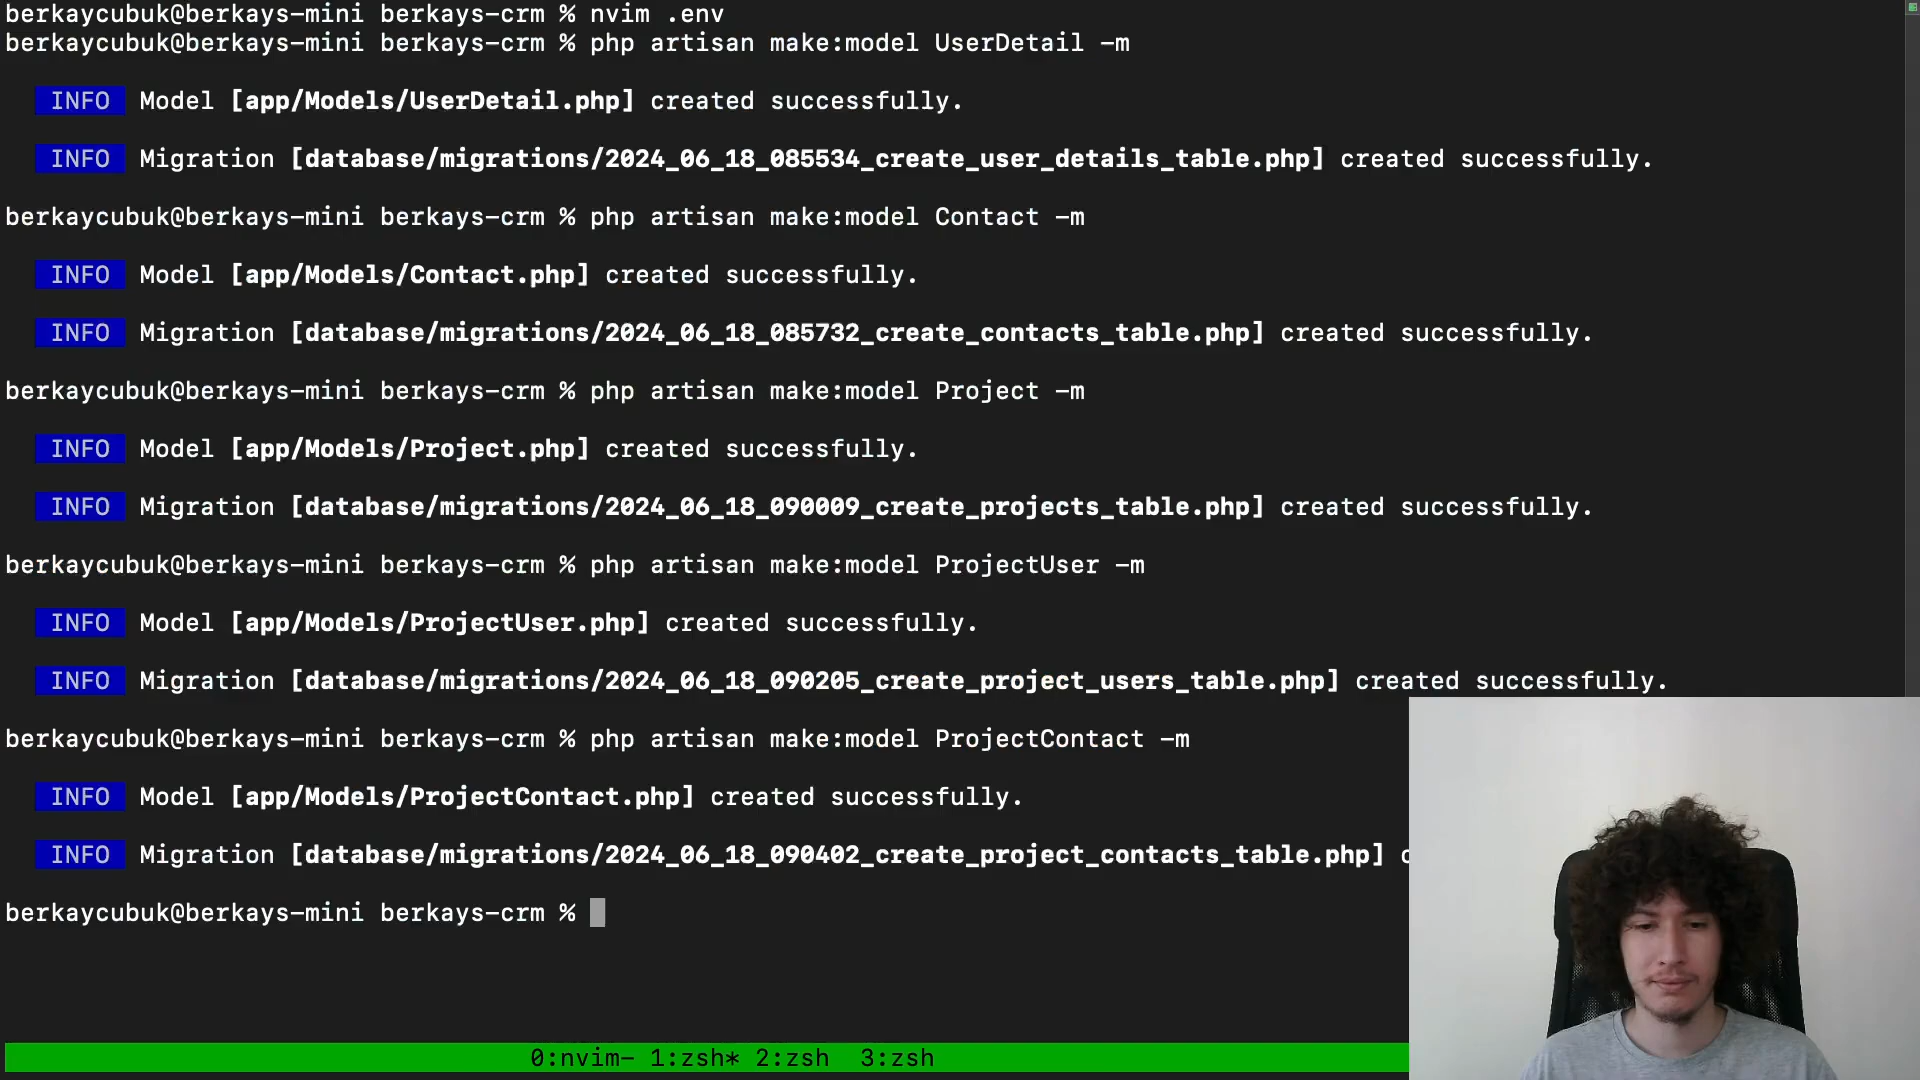 berkaycubuk@berkays-mini berkays-crm % nvim .env
berkaycubuk@berkays-mini berkays-crm % php artisan make:model UserDetail -m
INFO Model [app/Models/UserDetail.php] created successfully.
INFO Migration [database/migrations/2024_06_18_085534_create_user_details_table.php] created successfully.
berkaycubuk@berkays-mini berkays-crm % php artisan make:model Contact -m
INFO Model [app/Models/Contact.php] created successfully.
INFO Migration [database/migrations/2024_06_18_085732_create_contacts_table.php] created successfully.
berkaycubuk@berkays-mini berkays-crm % php artisan make:model Project -m
INFO Model [app/Models/Project.php] created successfully.
INFO Migration [database/migrations/2024_06_18_090009_create_projects_table.php] created successfully.
berkaycubuk@berkays-mini berkays-crm % php artisan make:model ProjectUser -m
INFO Model [app/Models/ProjectUser.php] created successfully.
INFO Migration [database/migrations/2024_06_18_090205_create_project_users_table.php] created successfully.
berkaycubuk@berkays-mini berkays-crm % php artisan make:model ProjectContact -m
INFO Model [app/Models/ProjectContact.php] created successfully.
INFO Migration [database/migrations/2024_06_18_090402_create_project_contacts_table.php]
berkaycubuk@berkays-mini berkays-crm %
0:nvim- 1:zsh* 2:zsh 3:zsh